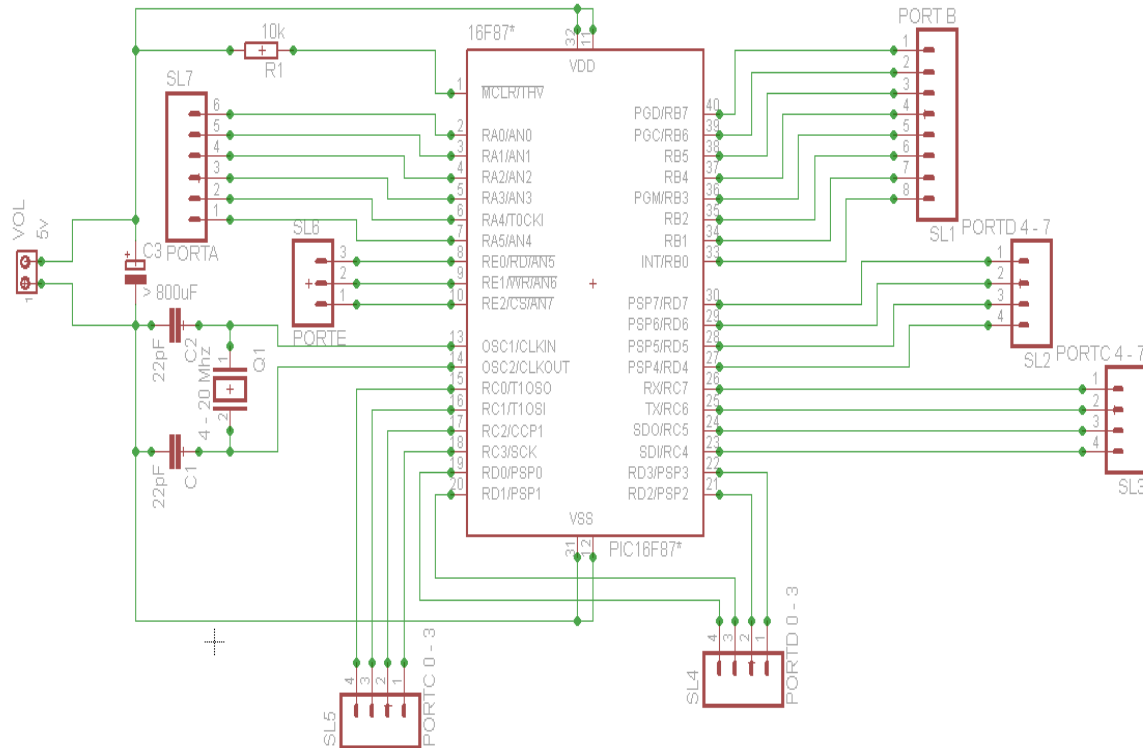 PORT B
16F87*
10k
R1
32
11
VDD
SL7
6
5
4
3
2
1
PORTA
1
MCLR/THV
2
RA0/AN0
3
RA1/AN1
4
RA2/AN2
5
RA3/AN3
6
RA4/T0CKI
7
RA5/AN4
8
RE0/RD/AN5
9
RE1/WR/AN6
10
RE2/CS/AN7
13
OSC1/CLKIN
14
OSC2/CLKOUT
15
RC0/T1OSO
16
RC1/T1OSI
17
RC2/CCP1
18
RC3/SCK
19
RD0/PSP0
20
RD1/PSP1
PGD/RB7
40
PGC/RB6
39
RB5
38
RB4
37
PGM/RB3
36
RB2
35
RB1
34
INT/RB0
33
PSP7/RD7
30
PSP6/RD6
29
PSP5/RD5
28
PSP4/RD4
27
RX/RC7
26
TX/RC6
25
SDO/RC5
24
SDI/RC4
23
RD3/PSP3
22
RD2/PSP2
21
VSS
31
12
PIC16F87*
1
2
3
4
5
6
7
8
SL1
PORTD 4 - 7
1
2
3
4
SL2
PORTC 4 - 7
1
2
3
4
SL3
VOL
5v
1
C3
+
> 800uF
SL6
3
2
1
PORTE
22pF
C2
4 - 20 Mhz
1
2
Q1
22pF
C1
SL5
4
3
2
1
PORTC 0 - 3
SL4
4
3
2
1
PORTD 0 - 3